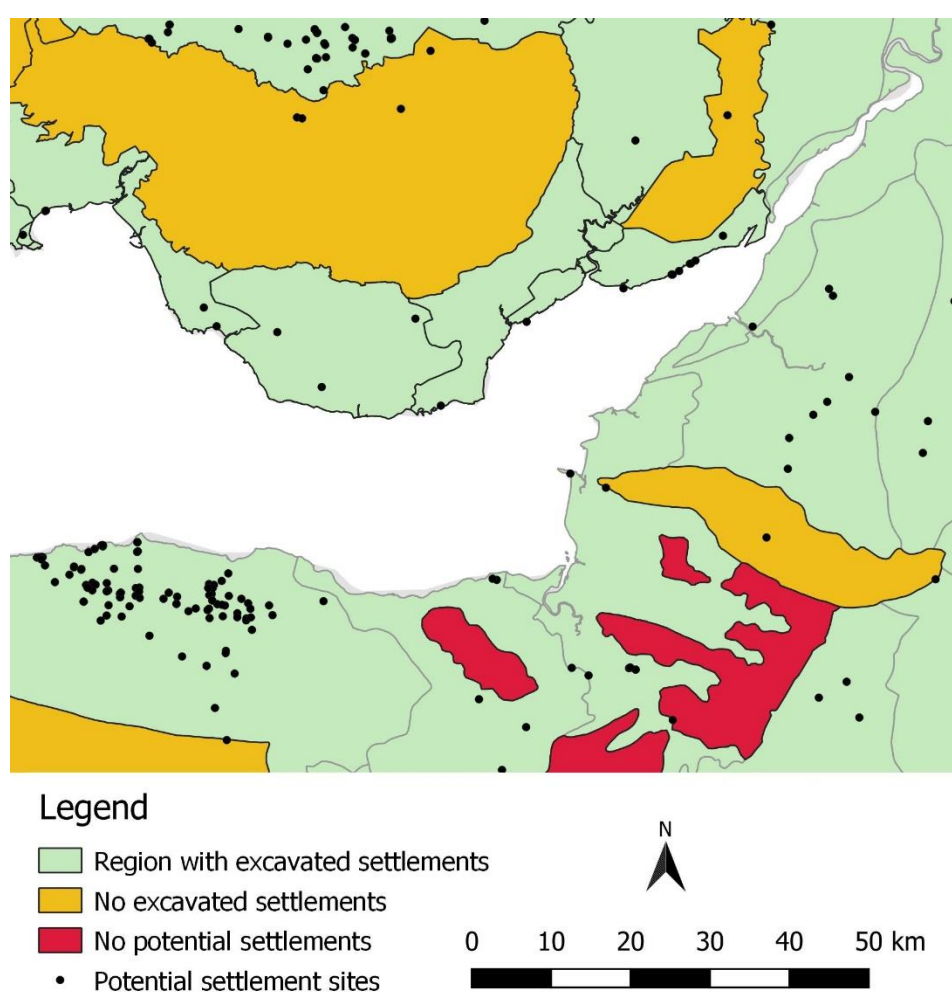 Legend
Region with excavated settlements
No excavated settlements
No potential settlements
Potential settlement sites
N
0 10 20 30 40 50 km